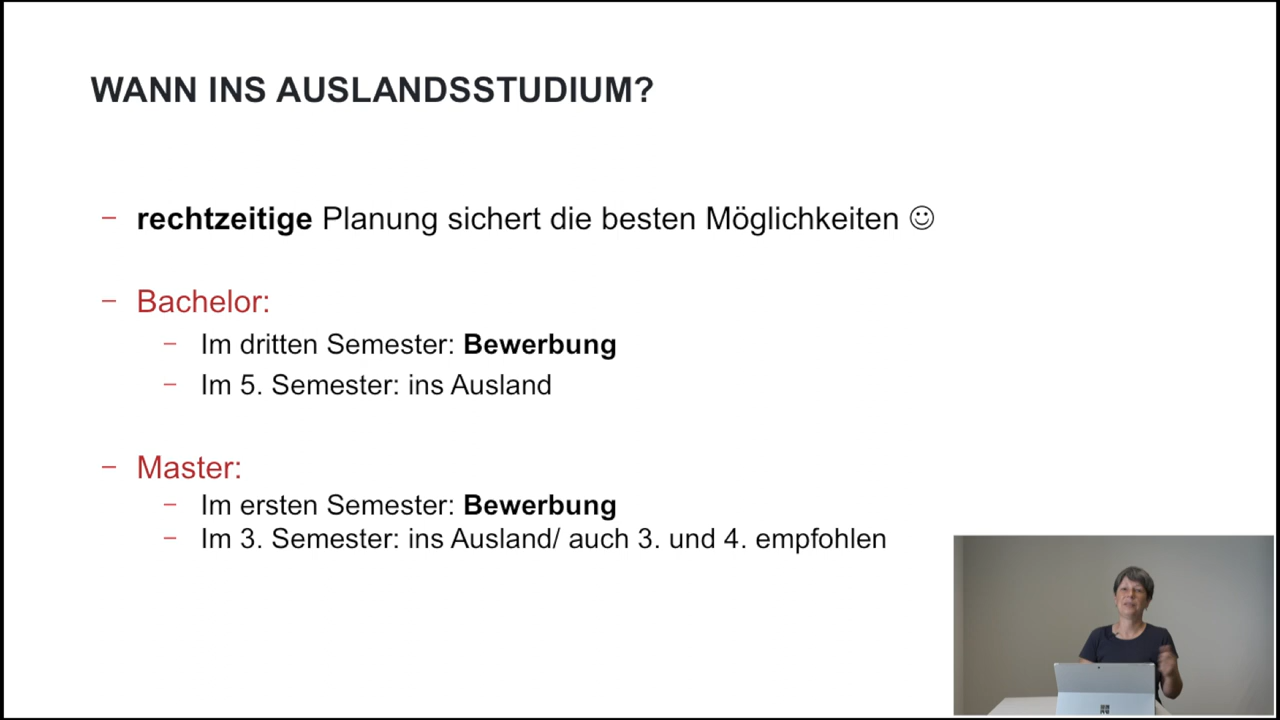 WANN INS AUSLANDSSTUDIUM?
– rechtzeitige Planung sichert die besten Möglichkeiten ☺
– Bachelor:
– Im dritten Semester: Bewerbung
– Im 5. Semester: ins Ausland
– Master:
– Im ersten Semester: Bewerbung
– Im 3. Semester: ins Ausland/ auch 3. und 4. empfohlen